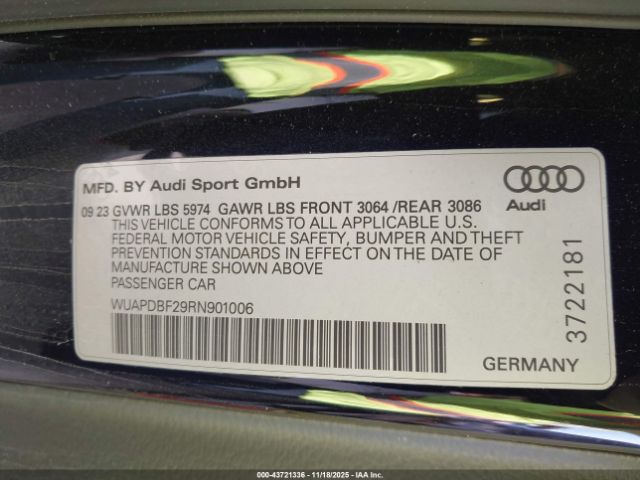 MFD. BY Audi Sport GmbH
09 23 GVWR LBS 5974 GAWR LBS FRONT 3064 /REAR 3086
THIS VEHICLE CONFORMS TO ALL APPLICABLE U.S.
FEDERAL MOTOR VEHICLE SAFETY, BUMPER AND THEFT
PREVENTION STANDARDS IN EFFECT ON THE DATE OF
MANUFACTURE SHOWN ABOVE
PASSENGER CAR
WUAPDBF29RN901006
Audi
3722181
GERMANY
000-43721336 | 11/18/2025 - IAA Inc.